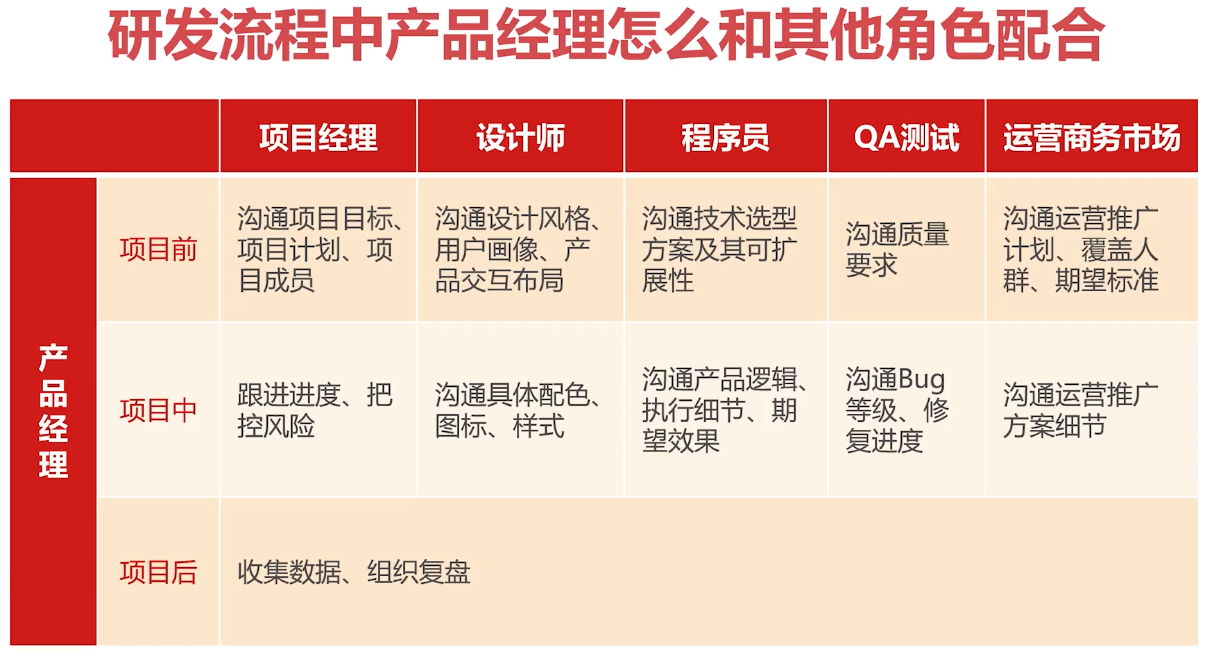 研发流程中产品经理怎么和其他角色配合
项目经理
设计师
程序员
QA测试
运营商务市场
产品经理
项目前
沟通项目目标、
项目计划、项
目成员
沟通设计风格、
用户画像、产
品交互布局
沟通技术选型
方案及其可扩
展性
沟通质量
要求
沟通运营推广
计划、覆盖人
群、期望标准
项目中
跟进进度、把
控风险
沟通具体配色、
图标、样式
沟通产品逻辑、
执行细节、期
望效果
沟通Bug
等级、修
复进度
沟通运营推广
方案细节
项目后
收集数据、组织复盘